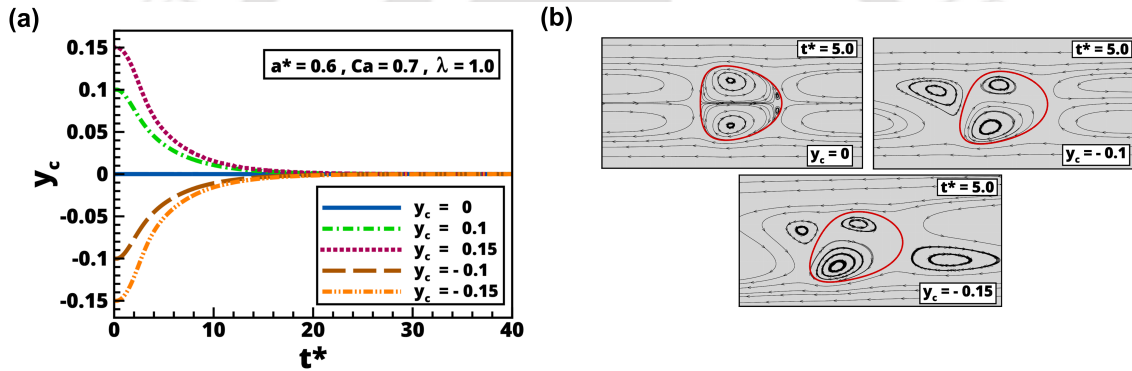 (a)
a* = 0.6 , Ca = 0.7 , λ = 1.0
0.15
0.1
0.05
0
-0.05
-0.1
-0.15
y_c
y_c = 0
y_c = 0.1
y_c = 0.15
y_c = - 0.1
y_c = - 0.15
0 10 20 30 40
t*
(b)
t* = 5.0
y_c = 0
t* = 5.0
y_c = - 0.1
t* = 5.0
y_c = - 0.15